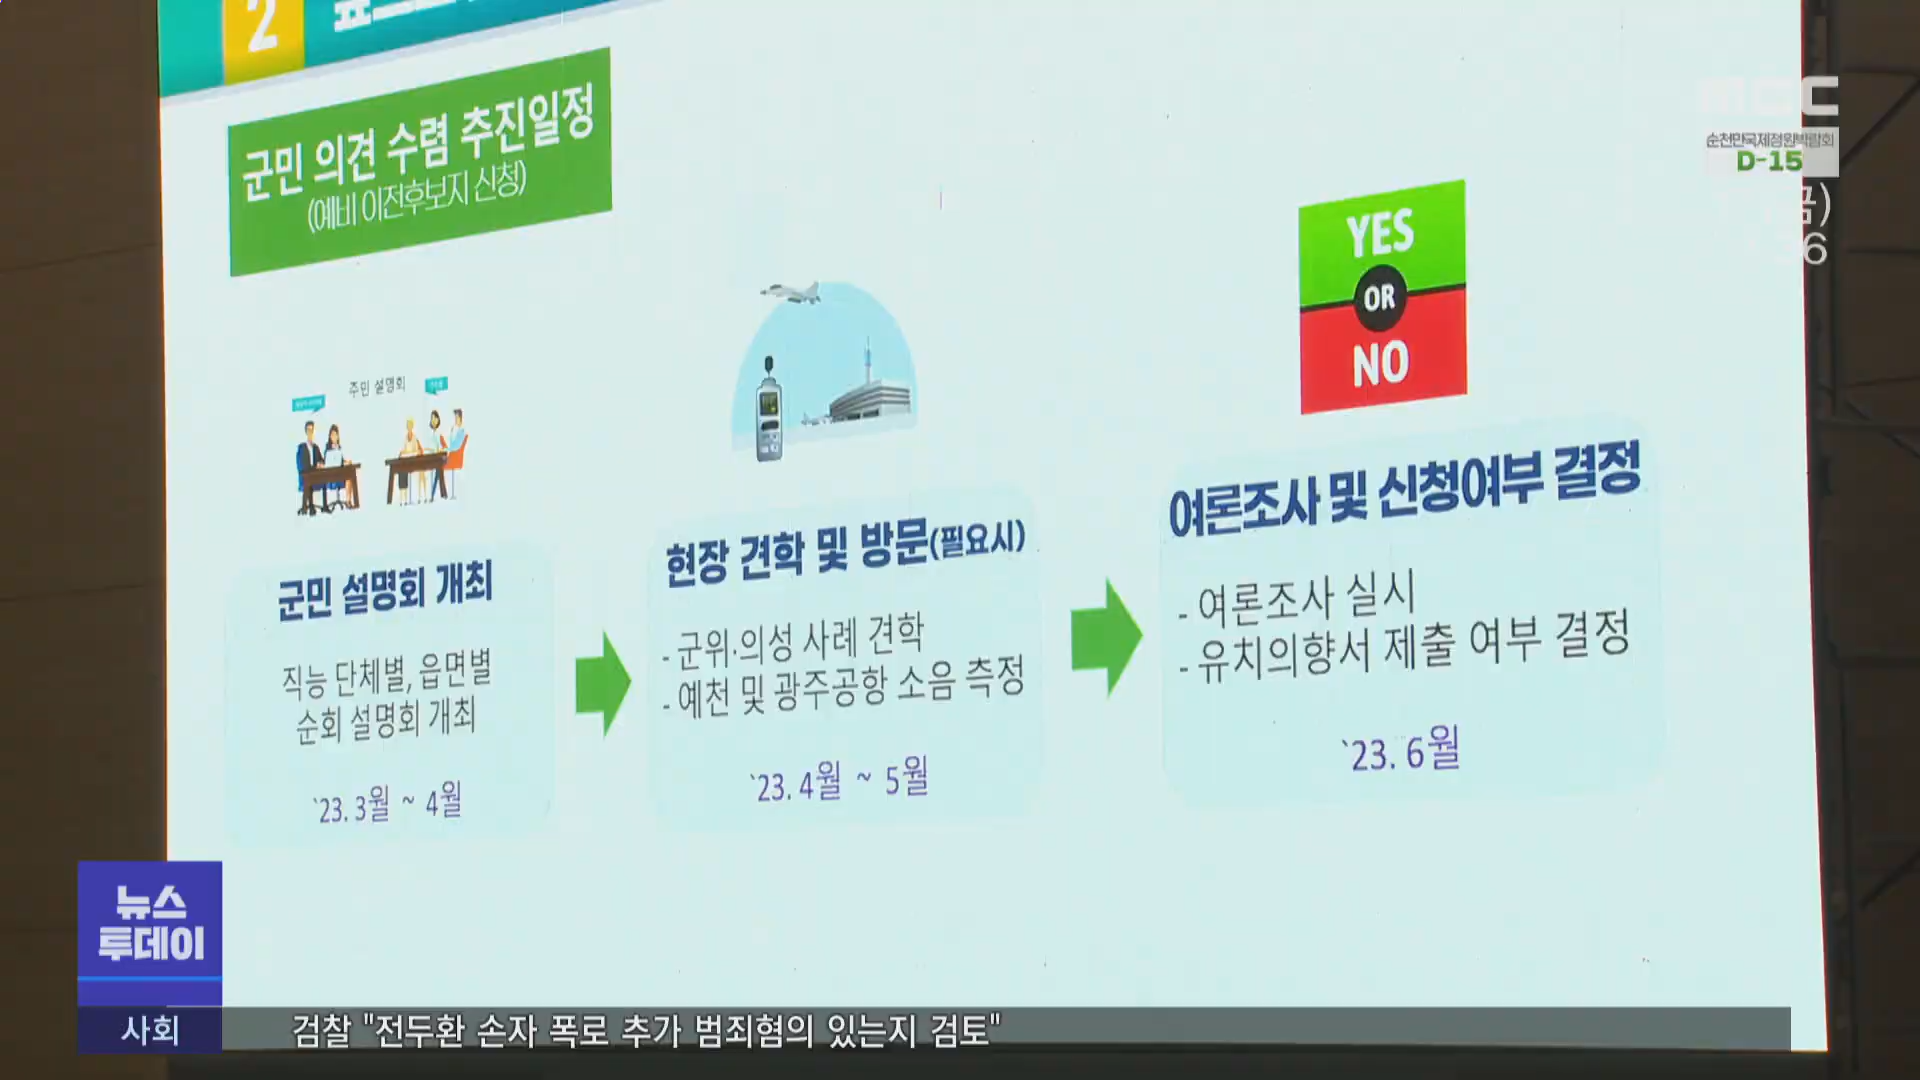 2
군민 의견 수렴 추진일정
(예비 이전후보지 신청)
MBC
순천만국제정원박람회
D-15
금)
36
YES
OR
NO
주민 설명회
군민 설명회 개최
직능 단체별, 읍면별
순회 설명회 개최
`23. 3월 ~ 4월
현장 견학 및 방문(필요시)
- 군위·의성 사례 견학
- 예천 및 광주공항 소음 측정
`23. 4월 ~ 5월
여론조사 및 신청여부 결정
- 여론조사 실시
- 유치의향서 제출 여부 결정
`23. 6월
뉴스
투데이
사회
검찰 "전두환 손자 폭로 추가 범죄혐의 있는지 검토"